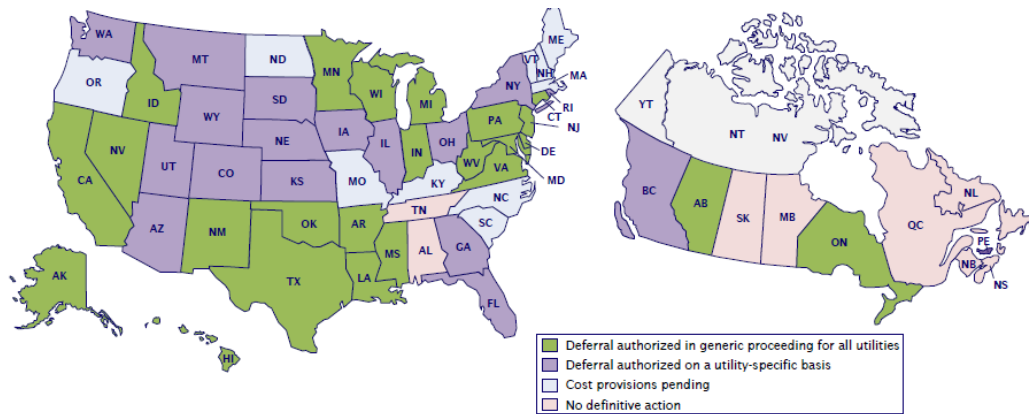 WA
MT
ND
ME
VT
NH
MA
OR
ID
MN
WI
MI
NY
RI
CT
SD
WY
NJ
PA
IA
NE
NV
UT
IL
IN
OH
DE
WV
VA
MD
CA
CO
KS
MO
KY
NC
TN
SC
AZ
NM
OK
AR
MS
AL
GA
TX
LA
FL
AK
HI
YT
NT
NV
BC
AB
SK
MB
ON
QC
NL
PE
NB
NS
Deferral authorized in generic proceeding for all utilities
Deferral authorized on a utility-specific basis
Cost provisions pending
No definitive action